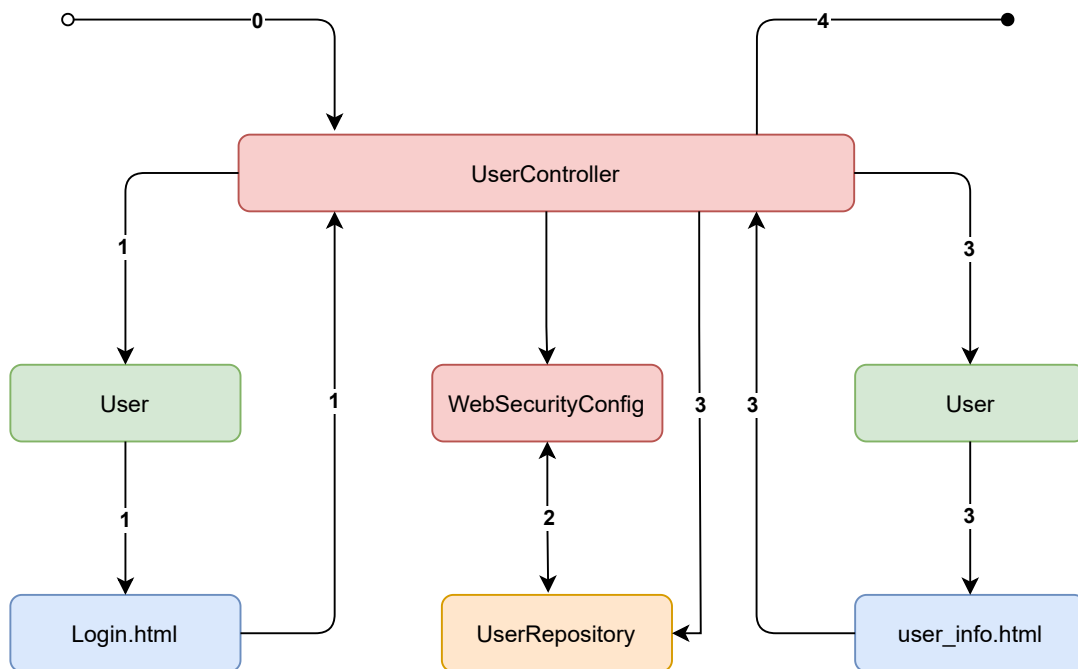 0
4
UserController
1
3
User
1
WebSecurityConfig
3
3
User
1
2
3
Login.html
UserRepository
user_info.html